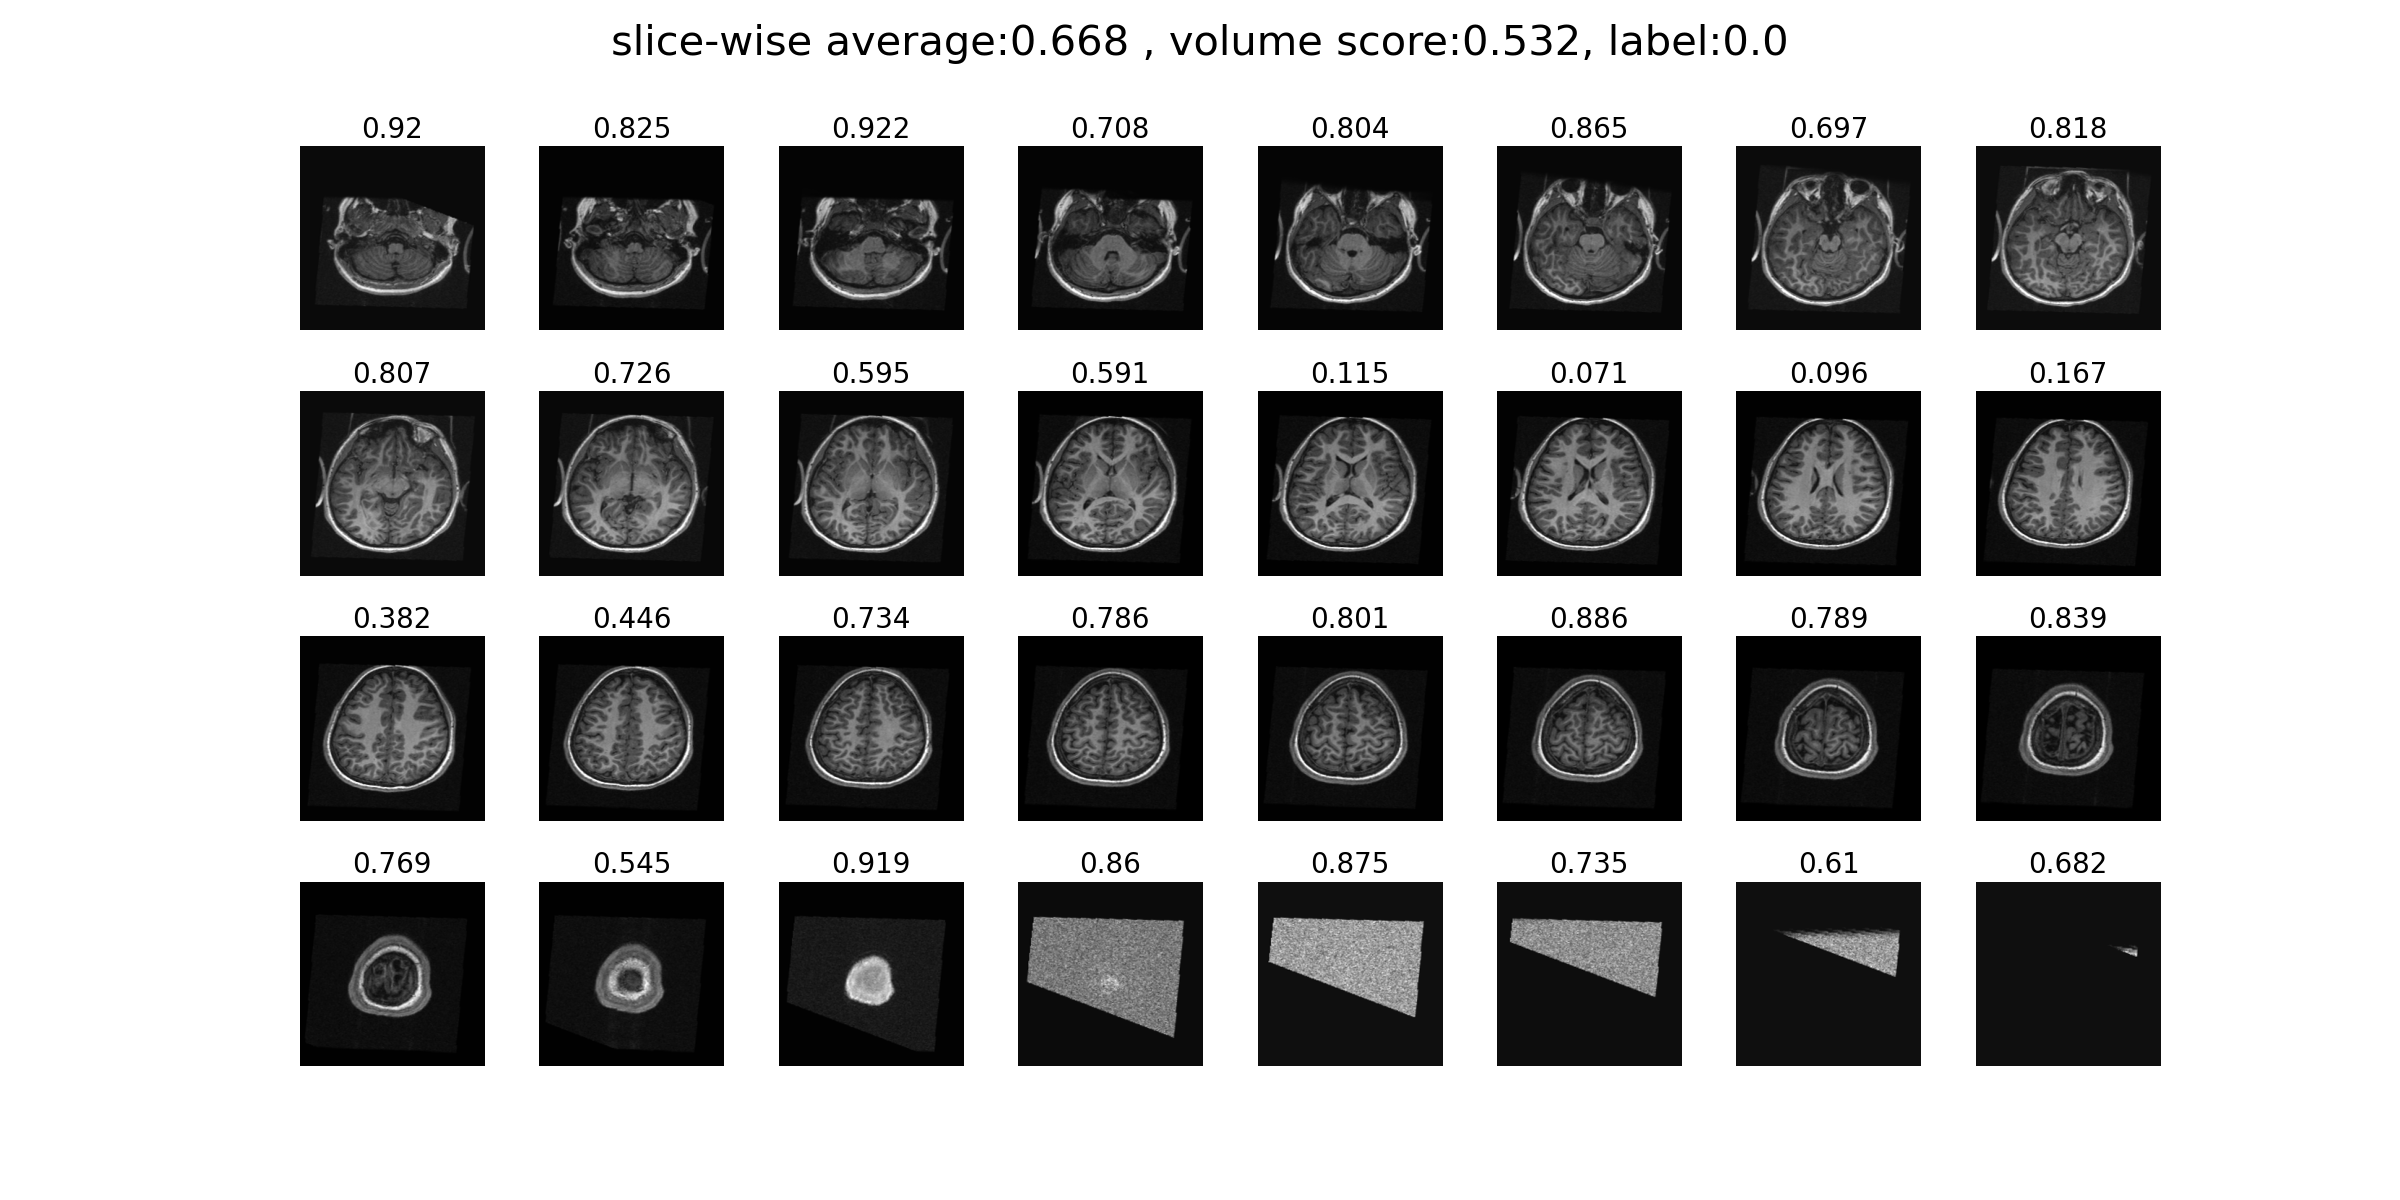 slice-wise average:0.668 , volume score:0.532, label:0.0
0.92 0.825 0.922 0.708 0.804 0.865 0.697 0.818
0.807 0.726 0.595 0.591 0.115 0.071 0.096 0.167
0.382 0.446 0.734 0.786 0.801 0.886 0.789 0.839
0.769 0.545 0.919 0.86 0.875 0.735 0.61 0.682